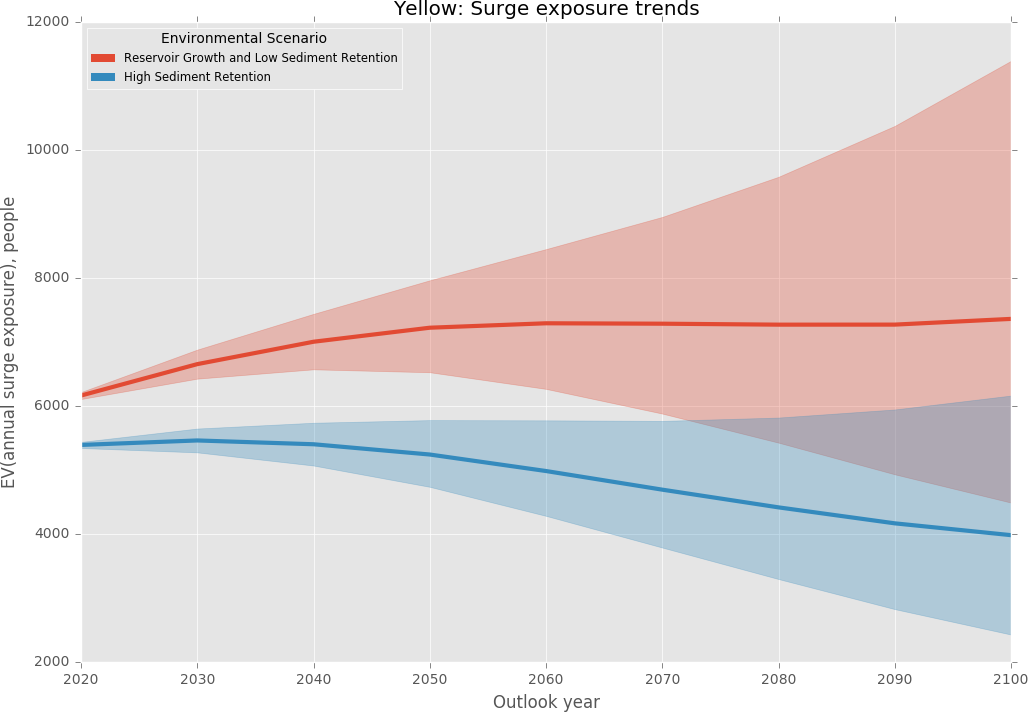 Yellow: Surge exposure trends
12000
10000
8000
6000
4000
2000
EV(annual surge exposure), people
Environmental Scenario
Reservoir Growth and Low Sediment Retention
High Sediment Retention
2020 2030 2040 2050 2060 2070 2080 2090 2100
Outlook year